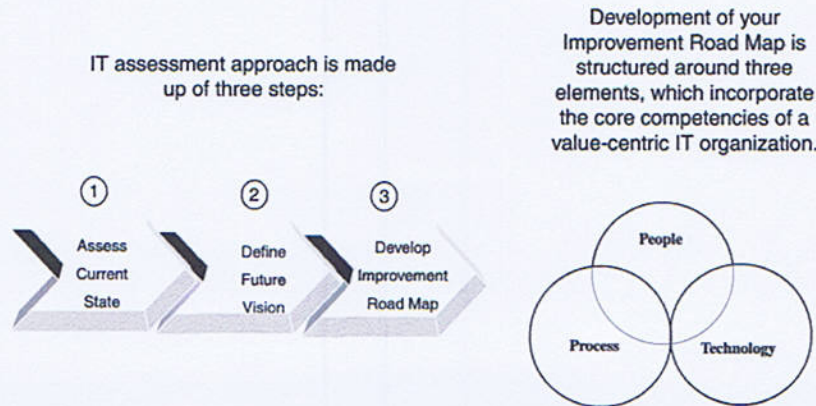 IT assessment approach is made
up of three steps:
1
Assess
Current
State
2
Define
Future
Vision
3
Develop
Improvement
Road Map
Development of your
Improvement Road Map is
structured around three
elements, which incorporate
the core competencies of a
value-centric IT organization.
People
Process
Technology